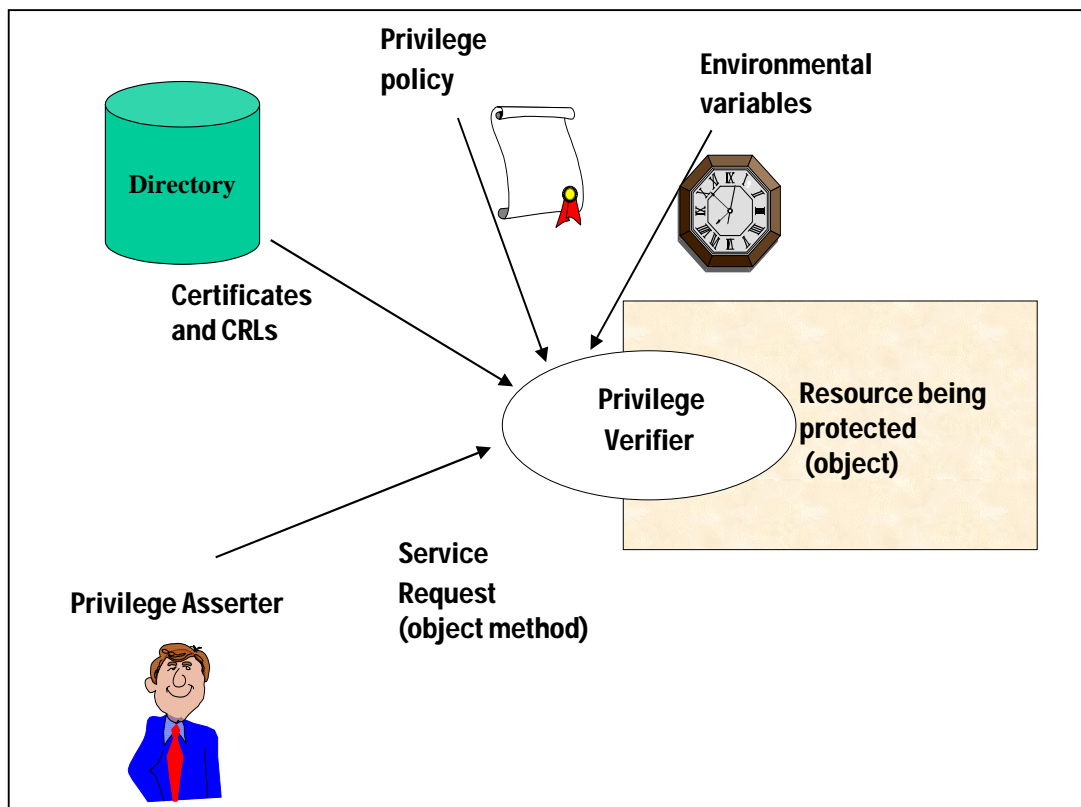 Privilege
policy
Environmental
variables
Directory
Certificates
and CRLs
Privilege
Verifier
Resource being
protected
(object)
Service
Request
(object method)
Privilege Asserter